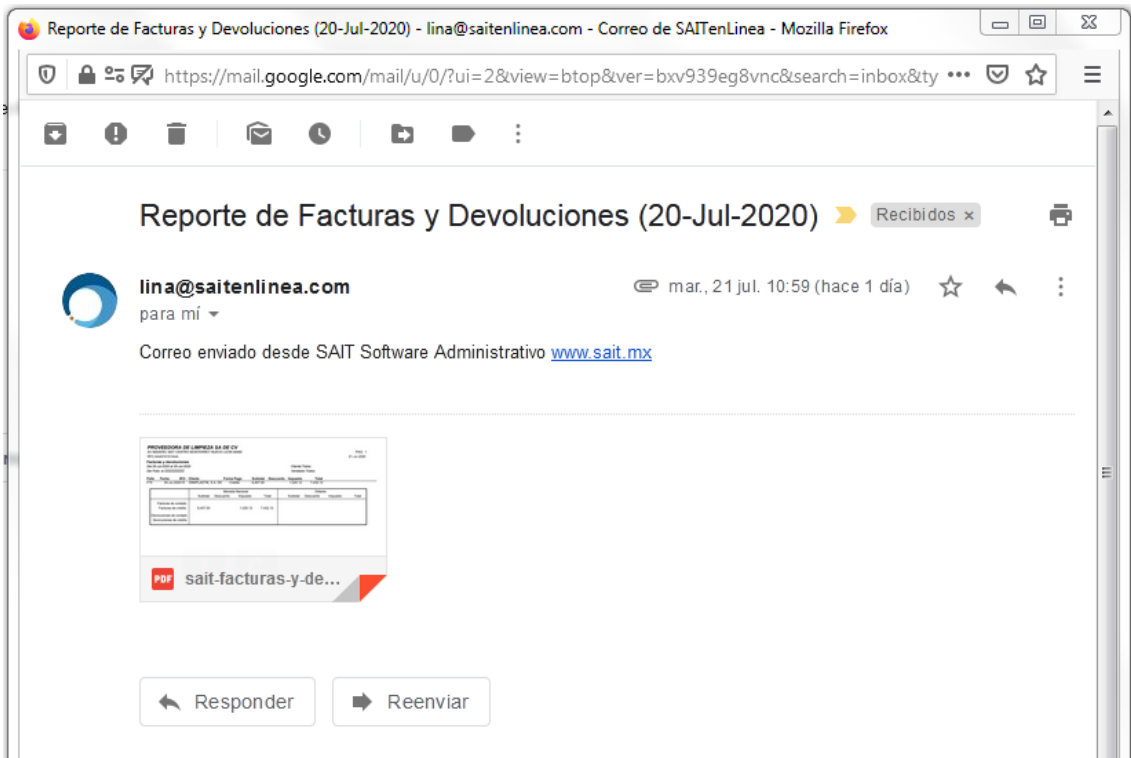 Reporte de Facturas y Devoluciones (20-Jul-2020) - lina@saitenlinea.com - Correo de SAITenLinea - Mozilla Firefox
https://mail.google.com/mail/u/0/?ui=2&view=btop&ver=bxv939eg8vnc&search=inbox&ty
Reporte de Facturas y Devoluciones (20-Jul-2020) Recibidos ×
lina@saitenlinea.com mar., 21 jul. 10:59 (hace 1 día)
para mí
Correo enviado desde SAIT Software Administrativo www.sait.mx
PROVEEDORA DE LIMPIEZA SA DE CV
Facturas y devoluciones
PDF sait-facturas-y-de...
Responder Reenviar